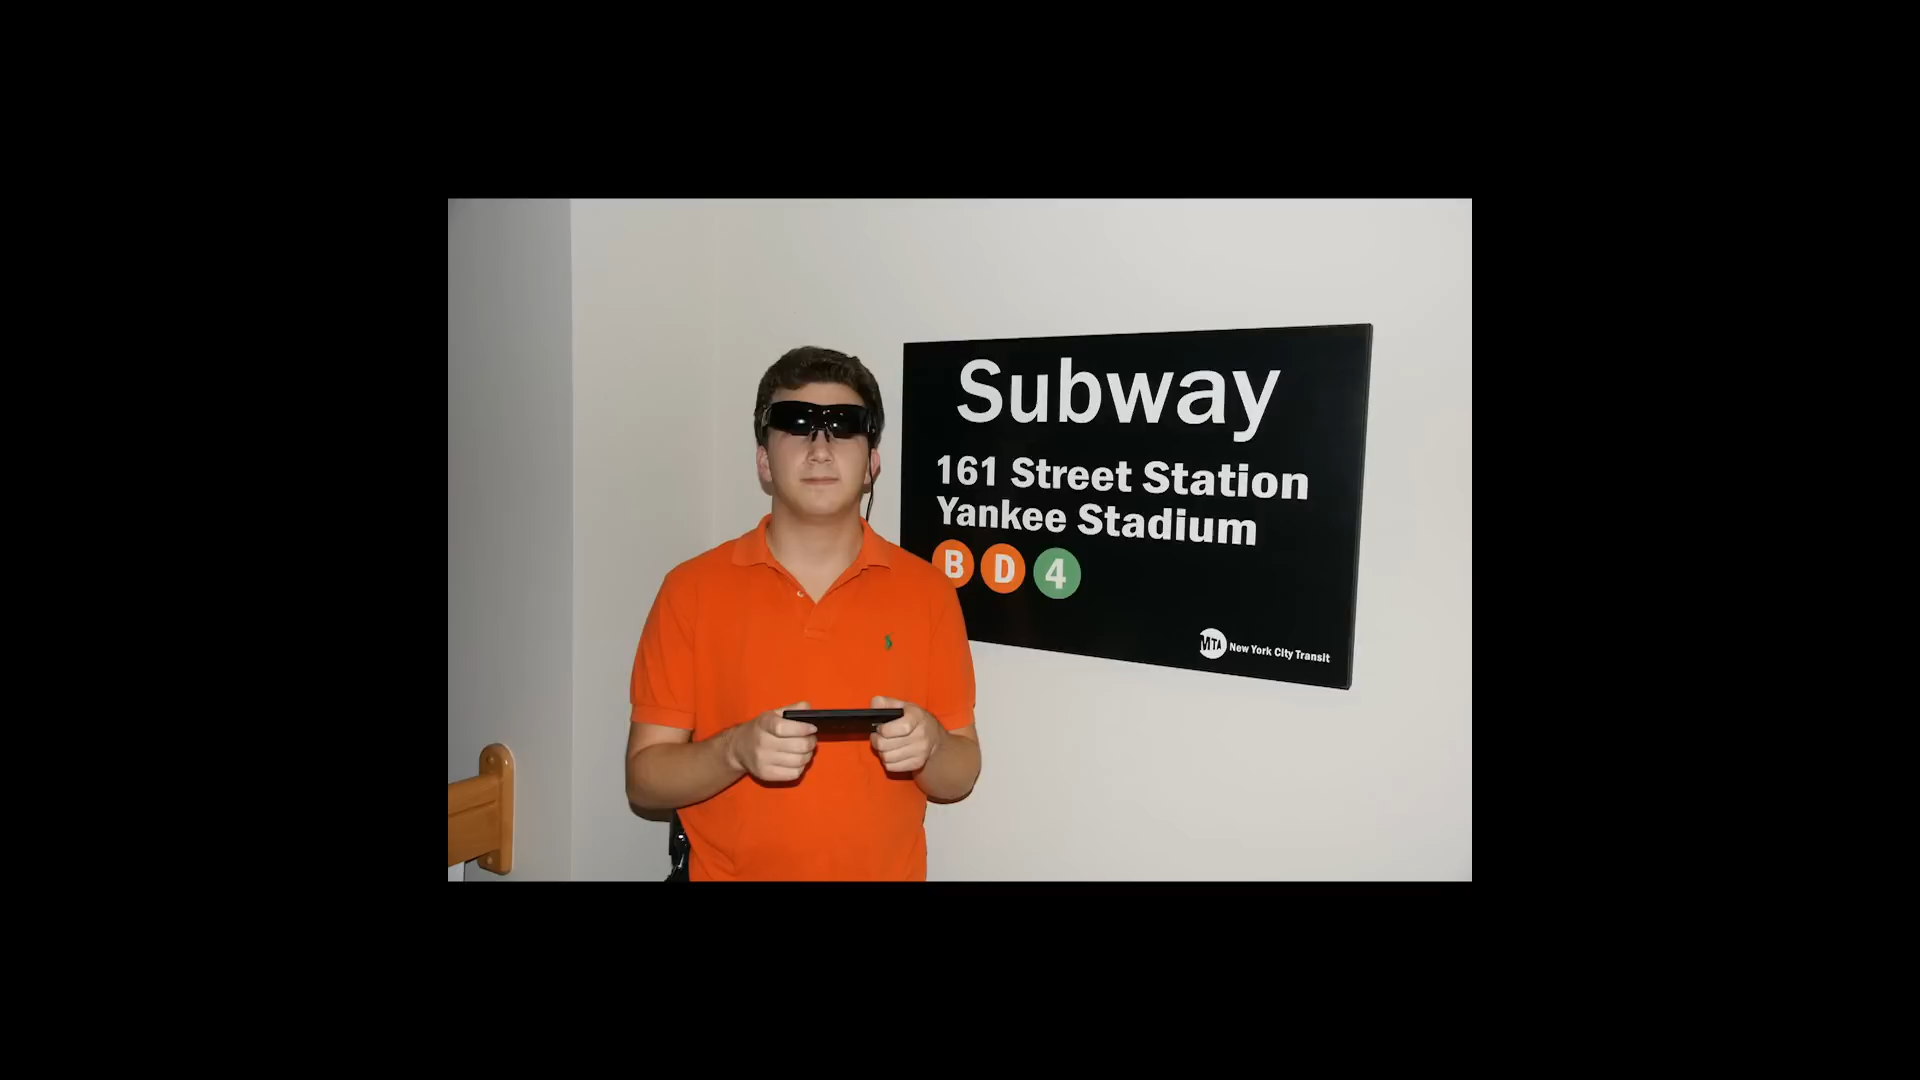 Subway
161 Street Station
Yankee Stadium
B D 4
MTA New York City Transit